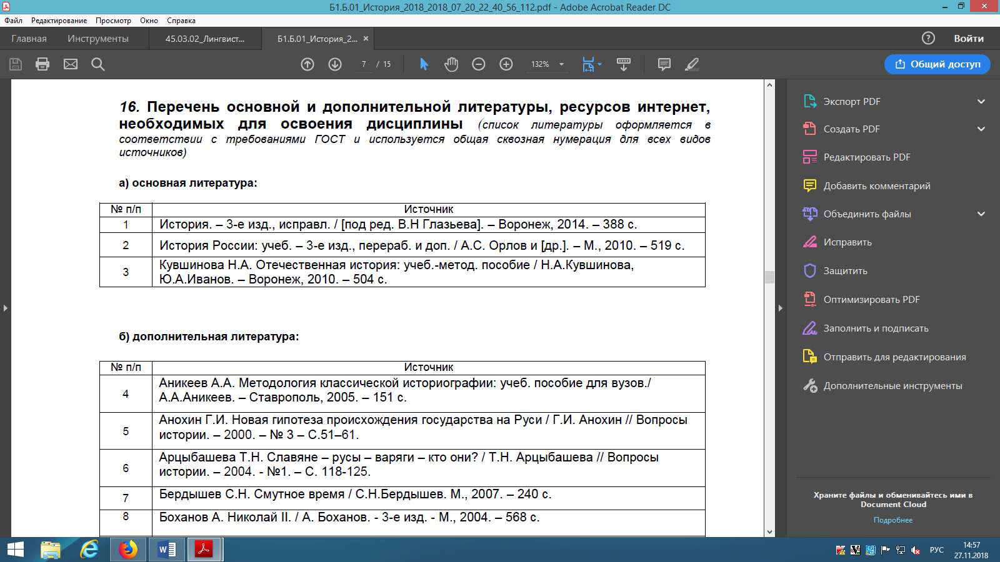 Б1.Б.01_История_2018_2018_07_20_22_40_56_112.pdf - Adobe Acrobat Reader DC
Файл Редактирование Просмотр Окно Справка
Главная Инструменты 45.03.02_Лингвист... Б1.Б.01_История_2... × Войти
7 / 15 132% Общий доступ
16. Перечень основной и дополнительной литературы, ресурсов интернет,
необходимых для освоения дисциплины (список литературы оформляется в
соответствии с требованиями ГОСТ и используется общая сквозная нумерация для всех видов
источников)
а) основная литература:
№ п/п Источник
1 История. – 3-е изд., исправл. / [под ред. В.Н Глазьева]. – Воронеж, 2014. – 388 с.
2 История России: учеб. – 3-е изд., перераб. и доп. / А.С. Орлов и [др.]. – М., 2010. – 519 с.
3 Кувшинова Н.А. Отечественная история: учеб.-метод. пособие / Н.А.Кувшинова,
Ю.А.Иванов. – Воронеж, 2010. – 504 с.
б) дополнительная литература:
№ п/п Источник
4 Аникеев А.А. Методология классической историографии: учеб. пособие для вузов./
А.А.Аникеев. – Ставрополь, 2005. – 151 с.
5 Анохин Г.И. Новая гипотеза происхождения государства на Руси / Г.И. Анохин // Вопросы
истории. – 2000. – № 3 – С.51–61.
6 Арцыбашева Т.Н. Славяне – русы – варяги – кто они? / Т.Н. Арцыбашева // Вопросы
истории. – 2004. - №1. – С. 118-125.
7 Бердышев С.Н. Смутное время / С.Н.Бердышев. М., 2007. – 240 с.
8 Боханов А. Николай II. / А. Боханов. - 3-е изд. - М., 2004. – 568 с.
Экспорт PDF
Создать PDF
Редактировать PDF
Добавить комментарий
Объединить файлы
Исправить
Защитить
Оптимизировать PDF
Заполнить и подписать
Отправить для редактирования
Дополнительные инструменты
Храните файлы и обменивайтесь ими в
Document Cloud
Подробнее
РУС 14:57
27.11.2018